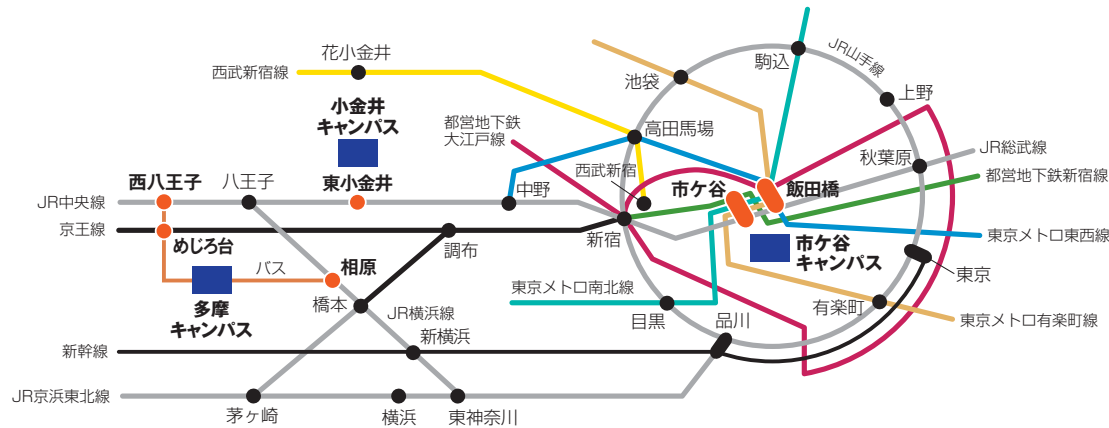 花小金井
西武新宿線
小金井
キャンパス
都営地下鉄
大江戸線
池袋
駒込
JR山手線
上野
高田馬場
西武新宿
秋葉原
JR総武線
都営地下鉄新宿線
西八王子
八王子
東小金井
中野
市ケ谷
飯田橋
JR中央線
京王線
めじろ台
調布
新宿
市ケ谷
キャンパス
東京メトロ東西線
バス
相原
東京
多摩
キャンパス
橋本
東京メトロ南北線
目黒
有楽町
JR横浜線
品川
東京メトロ有楽町線
新幹線
新横浜
JR京浜東北線
茅ヶ崎
横浜
東神奈川